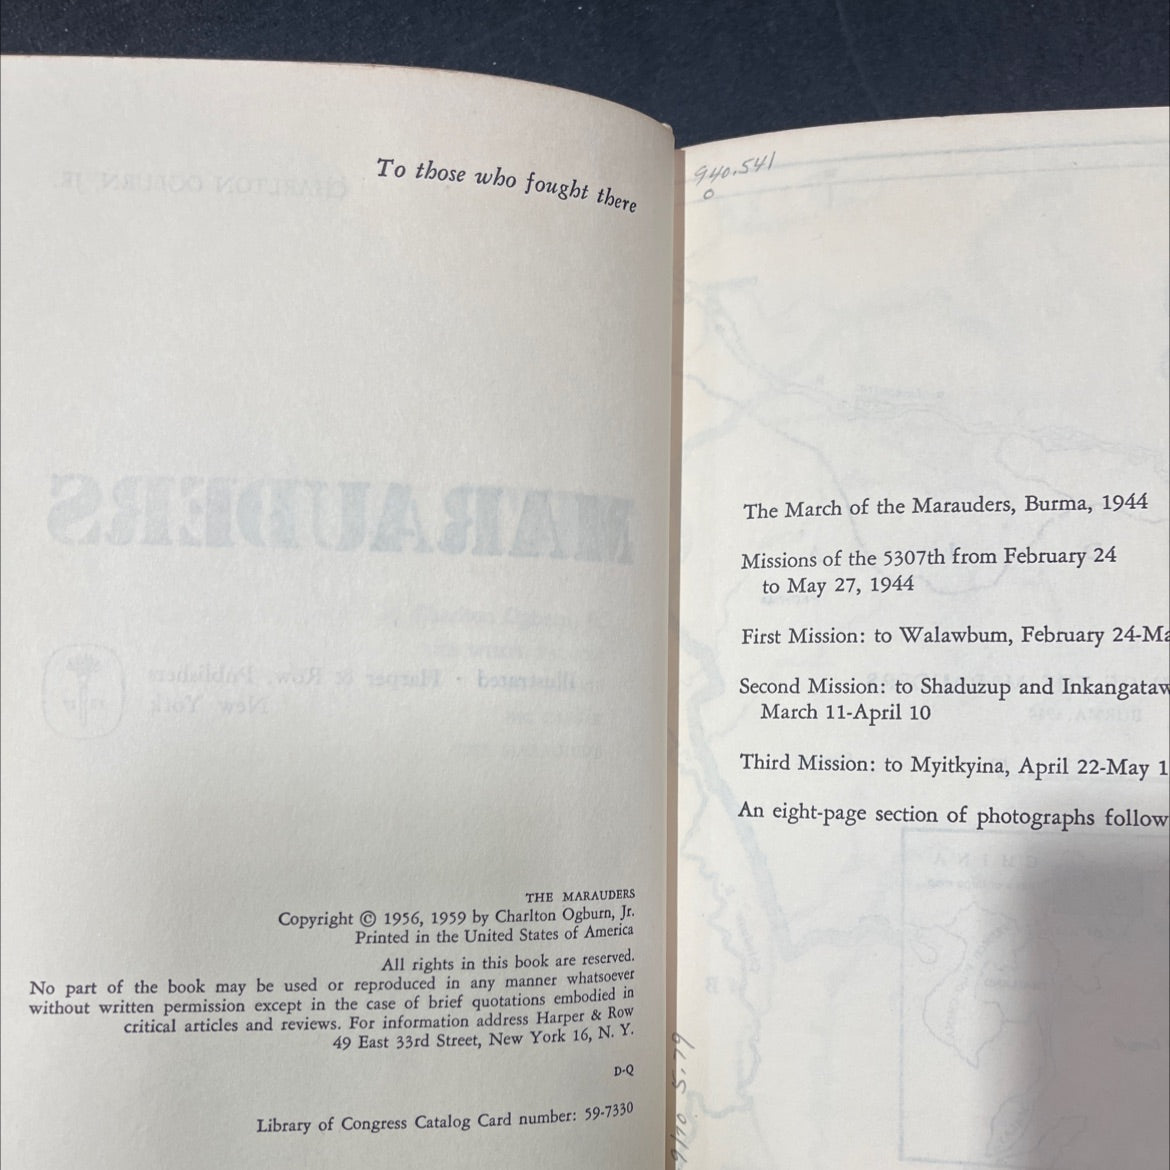 To those who fought there
THE MARAUDERS
Copyright © 1956, 1959 by Charlton Ogburn, Jr.
Printed in the United States of America
All rights in this book are reserved.
No part of the book may be used or reproduced in any manner whatsoever
without written permission except in the case of brief quotations embodied in
critical articles and reviews. For information address Harper & Row
49 East 33rd Street, New York 16, N. Y.
D-Q
Library of Congress Catalog Card number: 59-7330
940.541
O
The March of the Marauders, Burma, 1944
Missions of the 5307th from February 24
to May 27, 1944
First Mission: to Walawbum, February 24-Ma
Second Mission: to Shaduzup and Inkangataw
March 11-April 10
Third Mission: to Myitkyina, April 22-May 1
An eight-page section of photographs follow